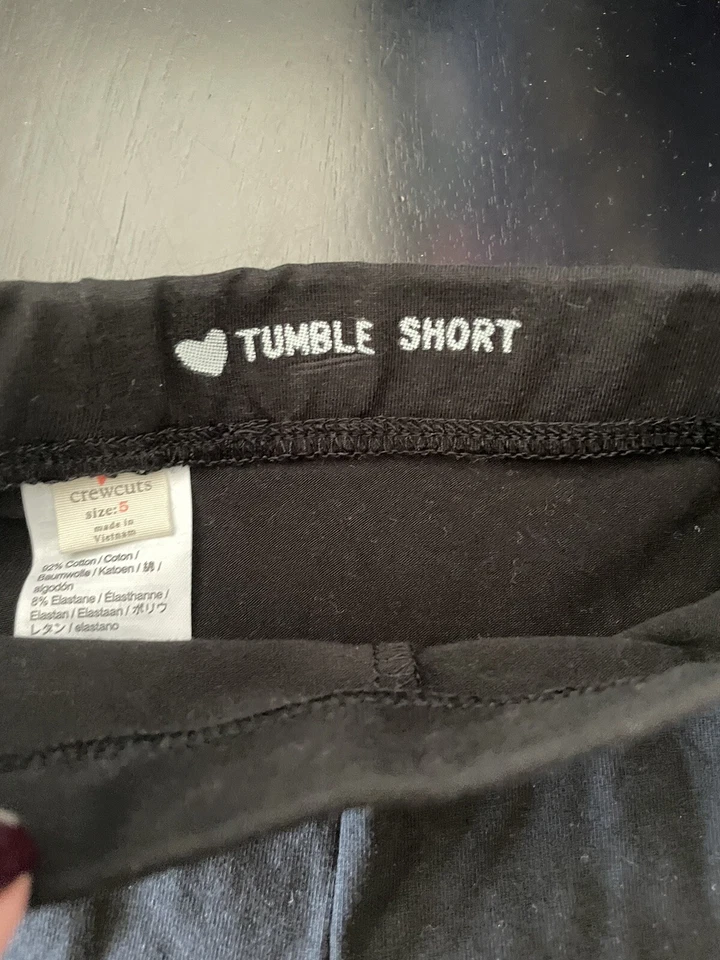 TUMBLE SHORT
crewcuts
size:5
made in
Vietnam
92% Cotton / Coton /
Baumwolle / Katoen / 綿 /
algodón
8% Elastane / Élasthanne /
Elastan / Elastaan / ポリウ
レタン / elastano